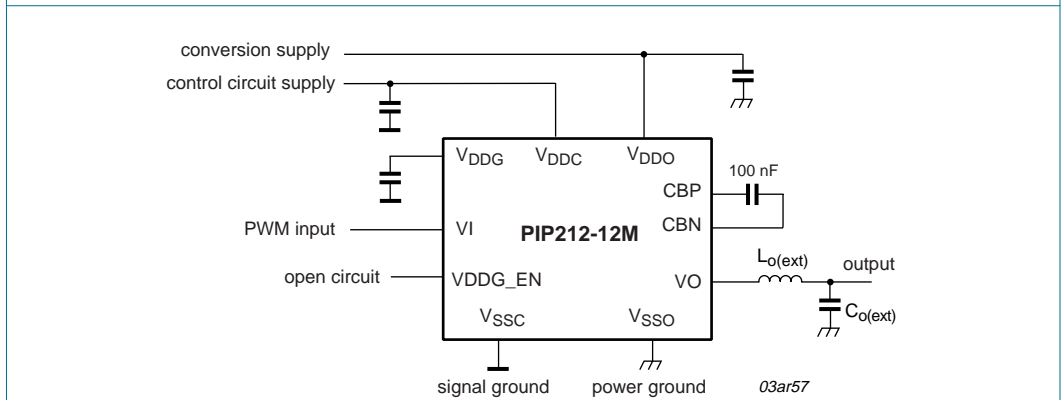 conversion supply
control circuit supply
VDDG VDDC VDDO
100 nF
CBP
CBN
PWM input
VI
PIP212-12M
open circuit
VDDG_EN
VO
Lo(ext)
output
Co(ext)
VSSC VSSO
signal ground power ground 03ar57